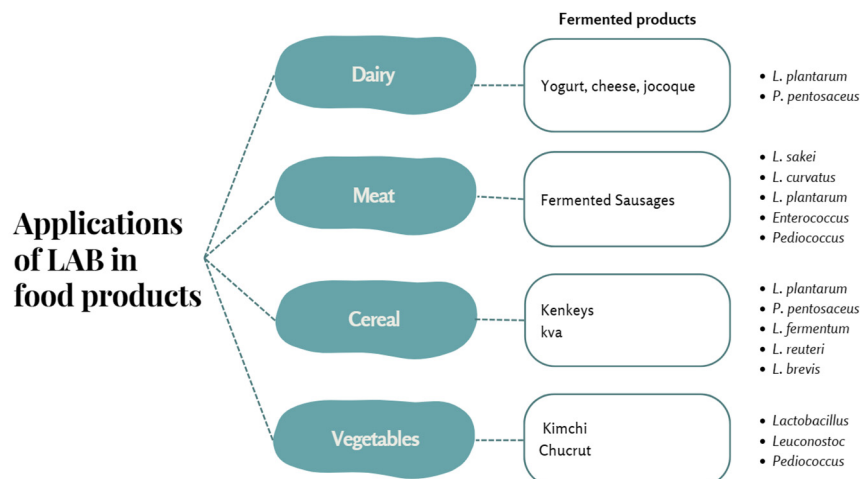 Fermented products
Applications
of LAB in
food products
Dairy
Yogurt, cheese, jocoque
• L. plantarum
• P. pentosaceus
Meat
Fermented Sausages
• L. sakei
• L. curvatus
• L. plantarum
• Enterococcus
• Pediococcus
Cereal
Kenkeys
kva
• L. plantarum
• P. pentosaceus
• L. fermentum
• L. reuteri
• L. brevis
Vegetables
Kimchi
Chucrut
• Lactobacillus
• Leuconostoc
• Pediococcus